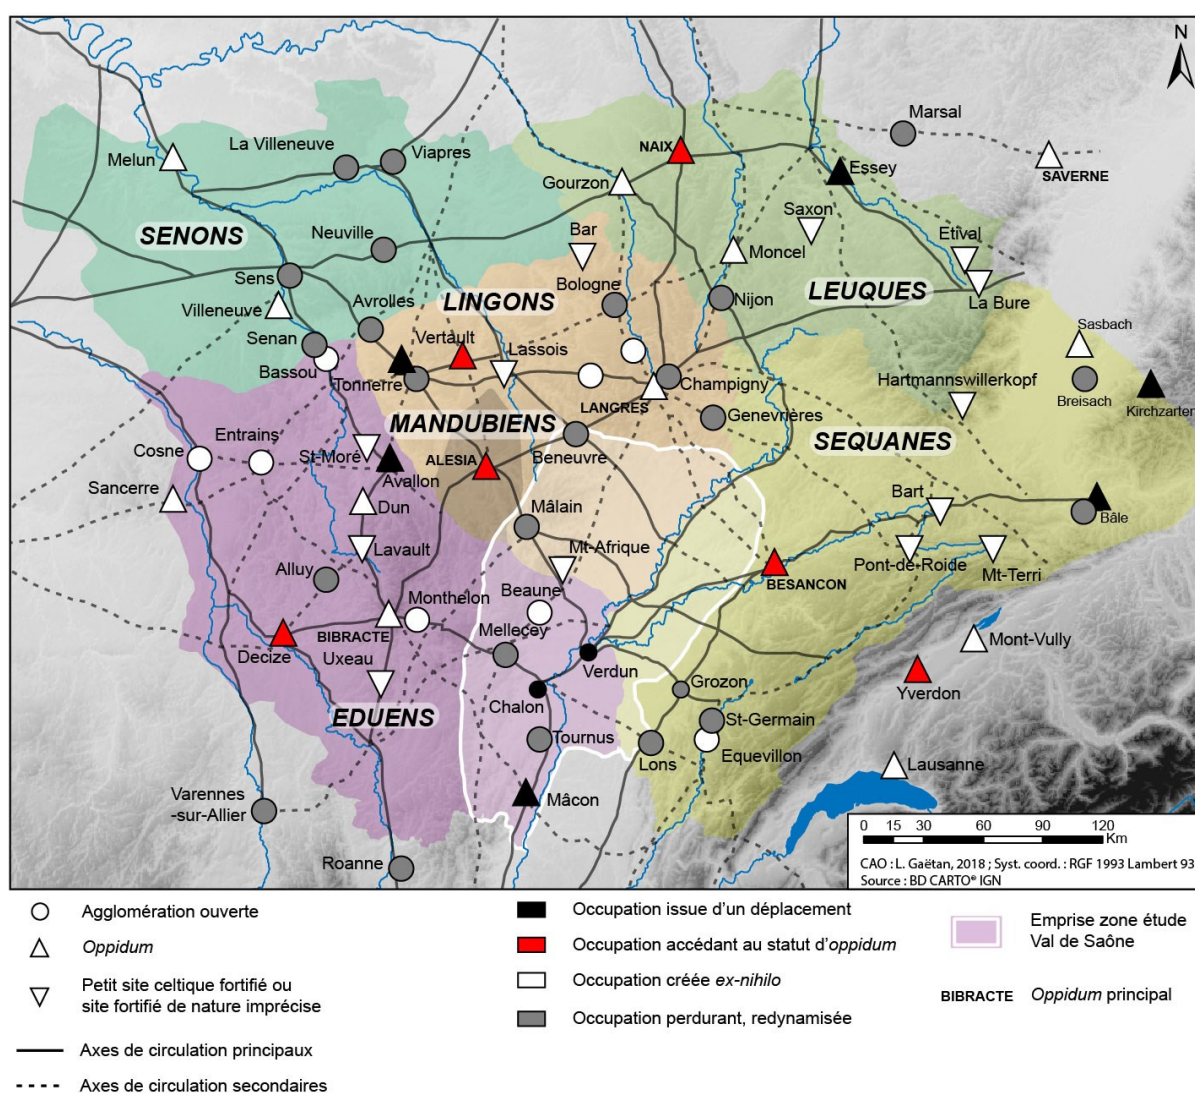 N
Marsal
La Villeneuve
Viapres
Melun
NAIX
Essey
SAVERNE
Gourzon
Saxon
SENONS
Neuville
Bar
Etival
Moncel
Sens
Bologne
LEUQUES
La Bure
Villeneuve
Avrolles
LINGONS
Nijon
Senan
Vertault
Lassois
Sasbach
Bassou
Tonnerre
Champigny
Hartmannswillerkopf
Breisach
Kirchzarten
LANGRES
Genevrières
MANDUBIENS
SEQUANES
Cosne
Entrains
St-Moré
ALESIA
Beneuvre
Avallon
Sancerre
Dun
Bart
Bâle
Mâlain
Lavault
Mt-Afrique
Pont-de-Roide
Mt-Terri
Alluy
Beaune
BESANCON
Monthelon
BIBRACTE
Mellecey
Mont-Vully
Decize
Uxeau
Verdun
Yverdon
Chalon
Grozon
EDUENS
St-Germain
Tournus
Lons
Equevillon
Lausanne
Varennes
-sur-Allier
Mâcon
Roanne
0 15 30 60 90 120
Km
CAO : L. Gaëtan, 2018 ; Syst. coord. : RGF 1993 Lambert 93
Source : BD CARTO® IGN
Agglomération ouverte
Oppidum
Petit site celtique fortifié ou
site fortifié de nature imprécise
Axes de circulation principaux
Axes de circulation secondaires
Occupation issue d'un déplacement
Occupation accédant au statut d'oppidum
Occupation créée ex-nihilo
Occupation perdurant, redynamisée
Emprise zone étude
Val de Saône
BIBRACTE Oppidum principal